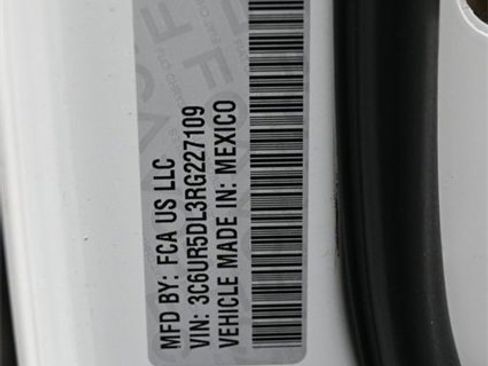 MFD BY: FCA US LLC
VIN: 3C6UR5DL3RG227109
VEHICLE MADE IN: MEXICO